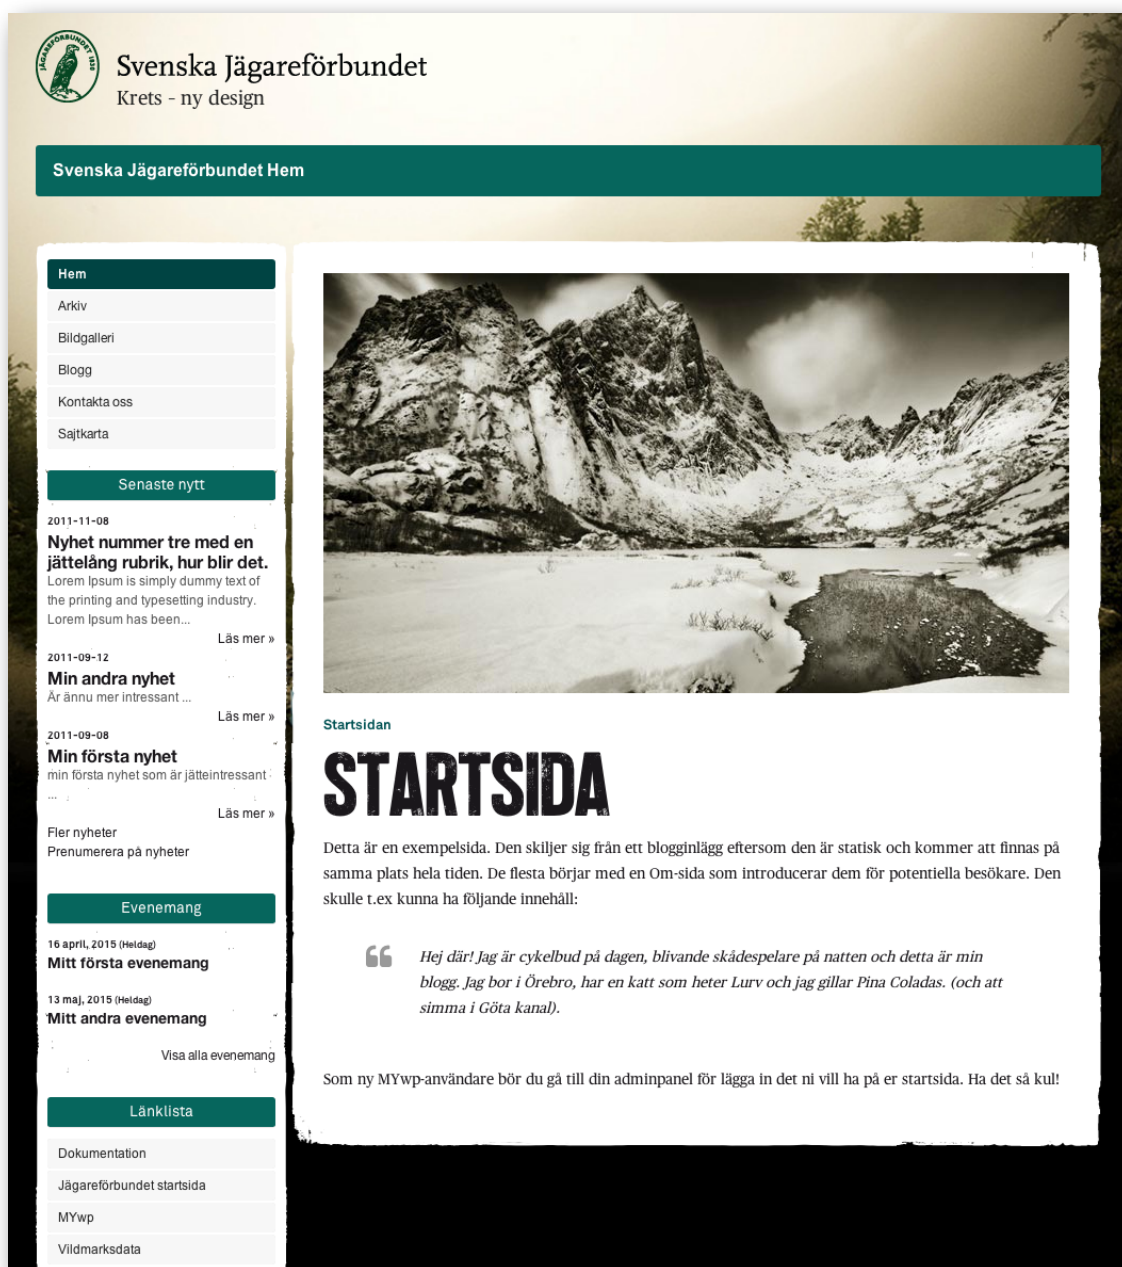 JÄGAREFÖRBUNDET 1830
Svenska Jägareförbundet
Krets - ny design
Svenska Jägareförbundet Hem
Hem
Arkiv
Bildgalleri
Blogg
Kontakta oss
Sajtkarta
Senaste nytt
2011-11-08
Nyhet nummer tre med en
jättelång rubrik, hur blir det.
Lorem Ipsum is simply dummy text of
the printing and typesetting industry.
Lorem Ipsum has been...
Läs mer »
2011-09-12
Min andra nyhet
Är ännu mer intressant ...
Läs mer »
2011-09-08
Min första nyhet
min första nyhet som är jätteintressant
...
Läs mer »
Fler nyheter
Prenumerera på nyheter
Evenemang
16 april, 2015 (Heldag)
Mitt första evenemang
13 maj, 2015 (Heldag)
Mitt andra evenemang
Visa alla evenemang
Länklista
Dokumentation
Jägareförbundet startsida
MYwp
Vildmarksdata
Startsidan
STARTSIDA
Detta är en exempelsida. Den skiljer sig från ett blogginlägg eftersom den är statisk och kommer att finnas på
samma plats hela tiden. De flesta börjar med en Om-sida som introducerar dem för potentiella besökare. Den
skulle t.ex kunna ha följande innehåll:
Hej där! Jag är cykelbud på dagen, blivande skådespelare på natten och detta är min
blogg. Jag bor i Örebro, har en katt som heter Lurv och jag gillar Pina Coladas. (och att
simma i Göta kanal).
Som ny MYwp-användare bör du gå till din adminpanel för lägga in det ni vill ha på er startsida. Ha det så kul!